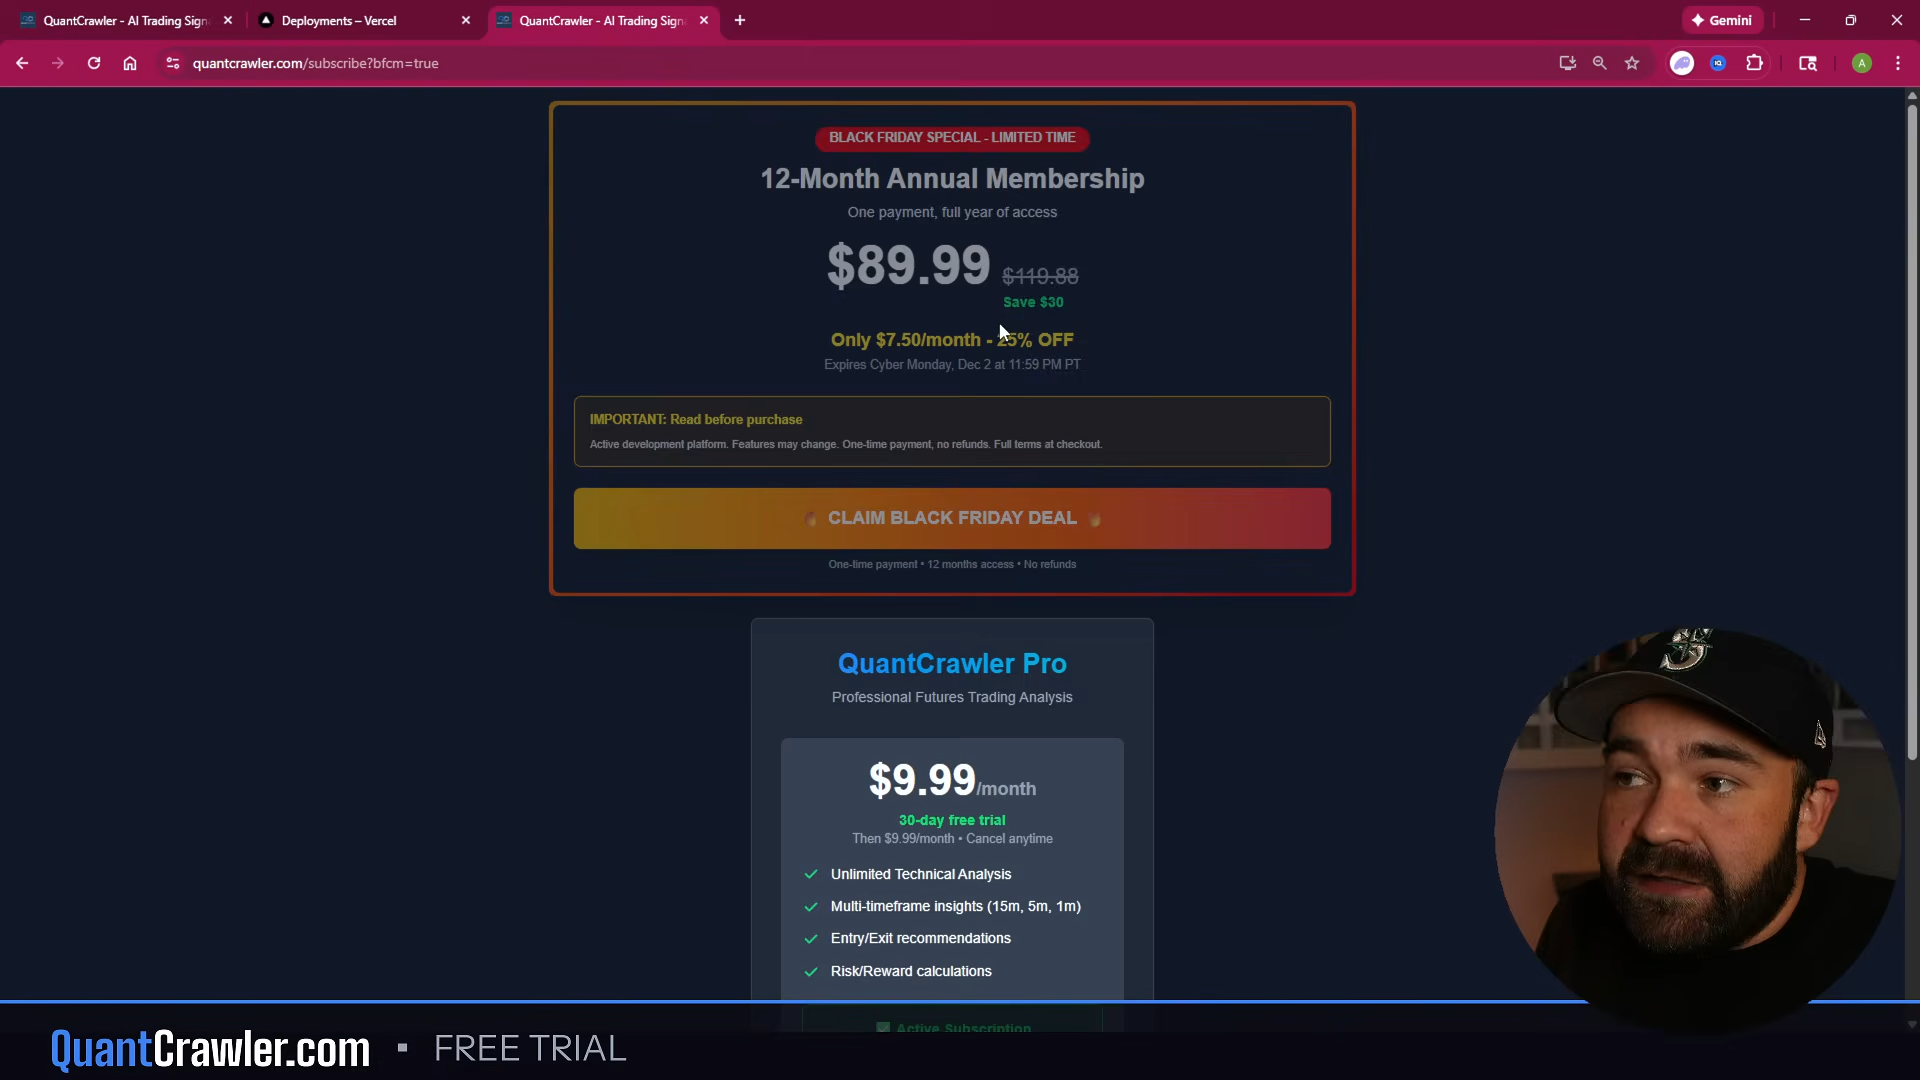 QuantCrawler - AI Trading Sign
Deployments – Vercel
QuantCrawler - AI Trading Signa
Gemini
quantcrawler.com/subscribe?bfcm=true
A
BLACK FRIDAY SPECIAL - LIMITED TIME
12-Month Annual Membership
One payment, full year of access
$89.99 $119.88
Save $30
Only $7.50/month - 25% OFF
Expires Cyber Monday, Dec 2 at 11:59 PM PT
IMPORTANT: Read before purchase
Active development platform. Features may change. One-time payment, no refunds. Full terms at checkout.
🔥 CLAIM BLACK FRIDAY DEAL 🔥
One-time payment • 12 months access • No refunds
QuantCrawler Pro
Professional Futures Trading Analysis
$9.99/month
30-day free trial
Then $9.99/month • Cancel anytime
Unlimited Technical Analysis
Multi-timeframe insights (15m, 5m, 1m)
Entry/Exit recommendations
Risk/Reward calculations
✅ Active Subscription
QuantCrawler.com ▪ FREE TRIAL